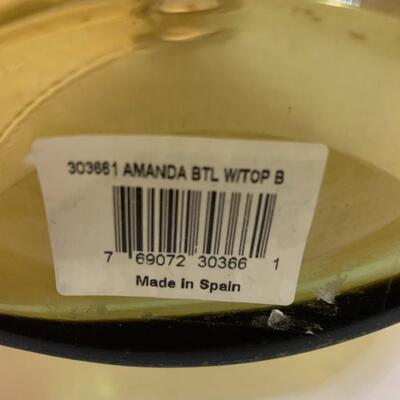 303661 AMANDA BTL W/TOP B
7 69072 30366 1
Made In Spain